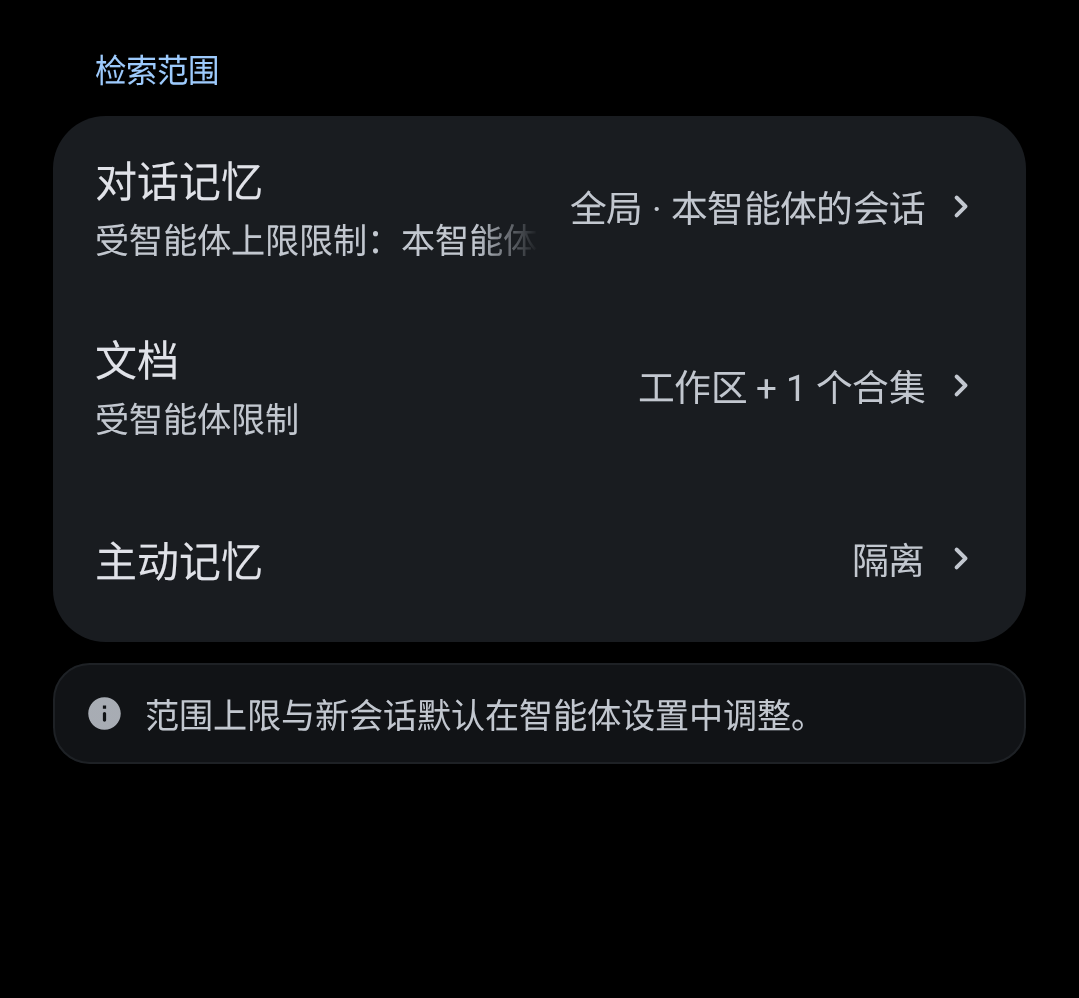 检索范围
对话记忆
受智能体上限限制：本智能体
全局 · 本智能体的会话
文档
受智能体限制
工作区 + 1 个合集
主动记忆
隔离
范围上限与新会话默认在智能体设置中调整。